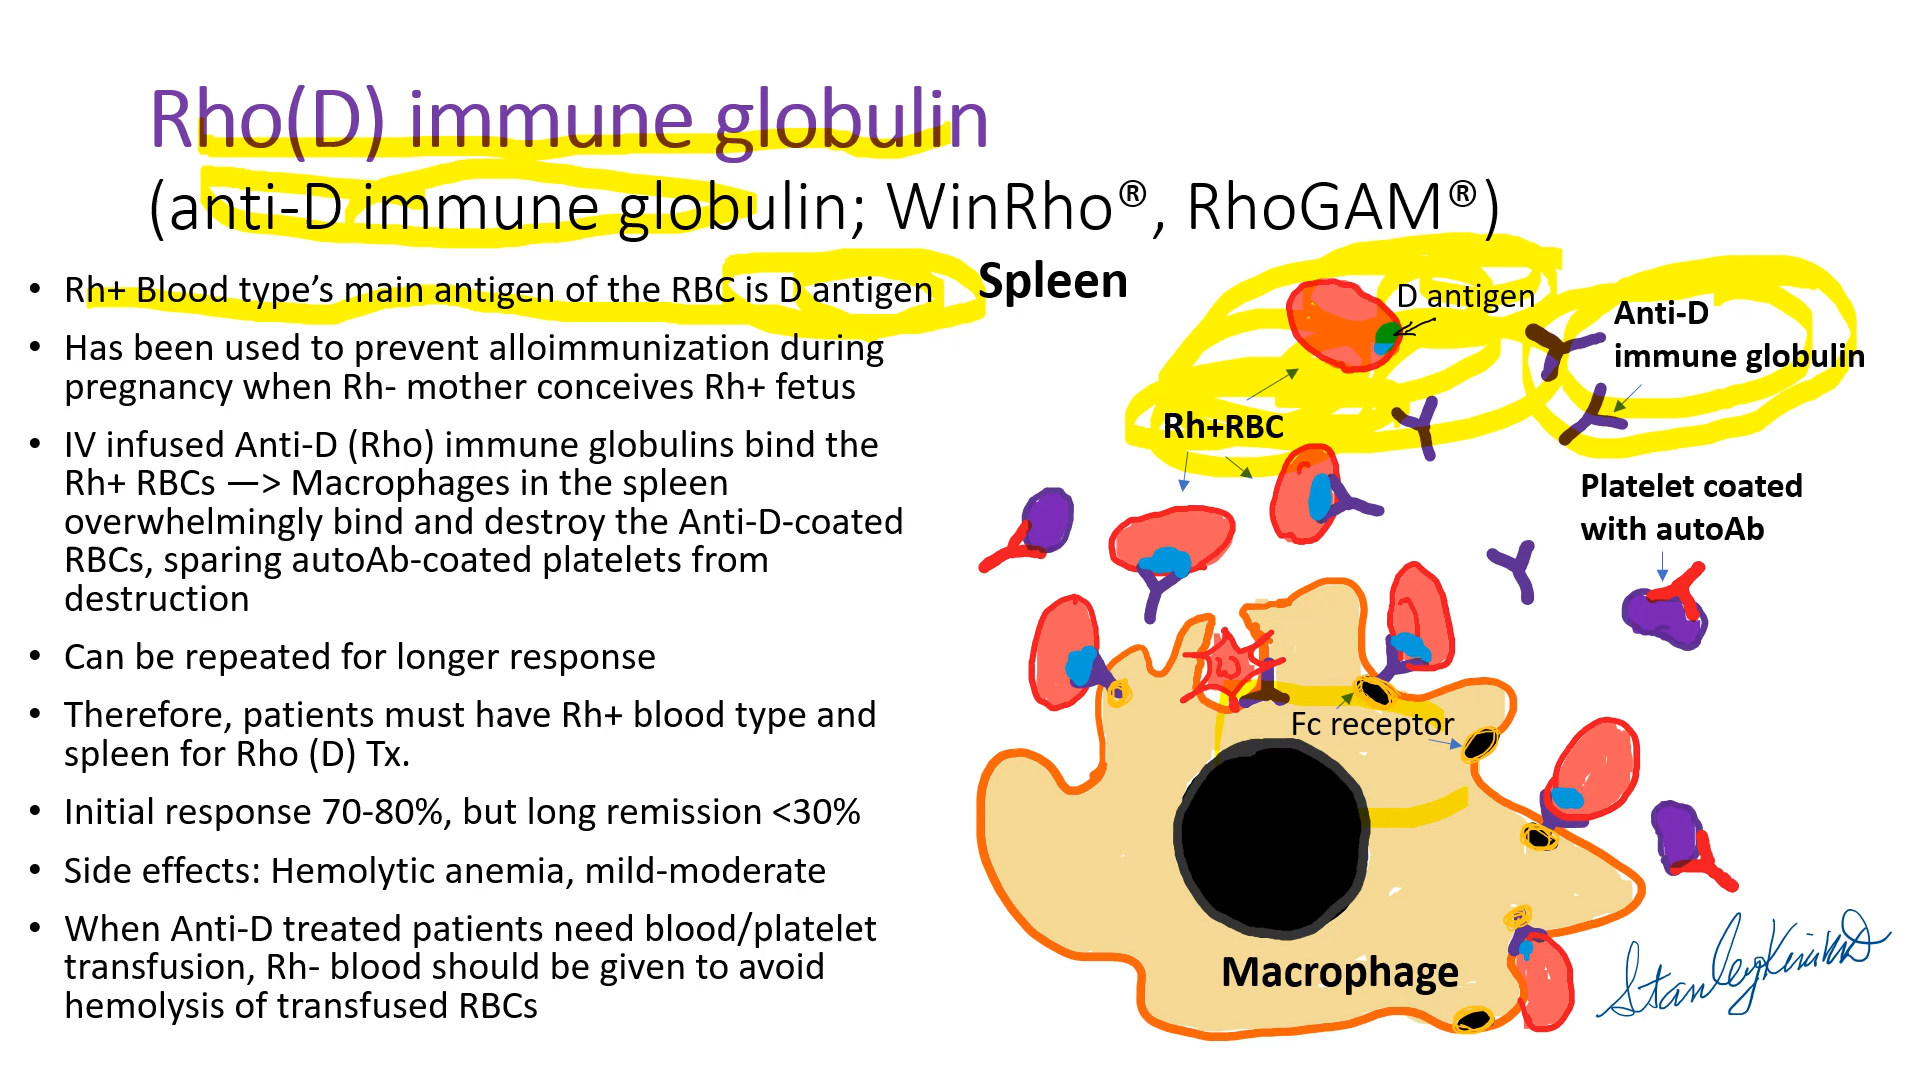 Rho(D) immune globulin
(anti-D immune globulin; WinRho®, RhoGAM®)
• Rh+ Blood type’s main antigen of the RBC is D antigen
• Has been used to prevent alloimmunization during
pregnancy when Rh- mother conceives Rh+ fetus
• IV infused Anti-D (Rho) immune globulins bind the
Rh+ RBCs —> Macrophages in the spleen
overwhelmingly bind and destroy the Anti-D-coated
RBCs, sparing autoAb-coated platelets from
destruction
• Can be repeated for longer response
• Therefore, patients must have Rh+ blood type and
spleen for Rho (D) Tx.
• Initial response 70-80%, but long remission <30%
• Side effects: Hemolytic anemia, mild-moderate
• When Anti-D treated patients need blood/platelet
transfusion, Rh- blood should be given to avoid
hemolysis of transfused RBCs
Spleen
D antigen
Anti-D
immune globulin
Rh+RBC
Platelet coated
with autoAb
Fc receptor
Macrophage